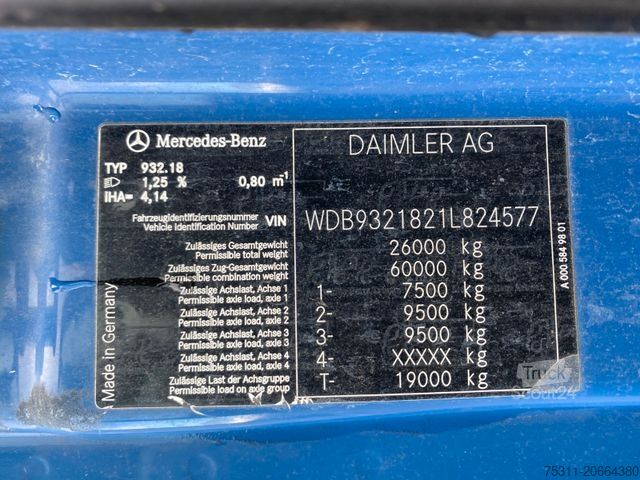 Mercedes-Benz
DAIMLER AG
TYP 932.18
1,25 % 0,80 m-1
IHA= 4,14
Fahrzeugidentifizierungsnummer
Vehicle Identification Number VIN WDB9321821L824577
Zulässiges Gesamtgewicht
Permissible total weight 26000 kg
Zulässiges Zug-Gesamtgewicht
Permissible combination weight 60000 kg
Zulässige Achslast, Achse 1
Permissible axle load, axle 1 1- 7500 kg
Zulässige Achslast, Achse 2
Permissible axle load, axle 2 2- 9500 kg
Zulässige Achslast, Achse 3
Permissible axle load, axle 3 3- 9500 kg
Zulässige Achslast, Achse 4
Permissible axle load, axle 4 4- XXXXX kg
Zulässige Last der Achsgruppe
Permissible load on axle group T- 19000 kg
Made in Germany
A 000 584 98 01
Truck
Scout24
75311-20664380